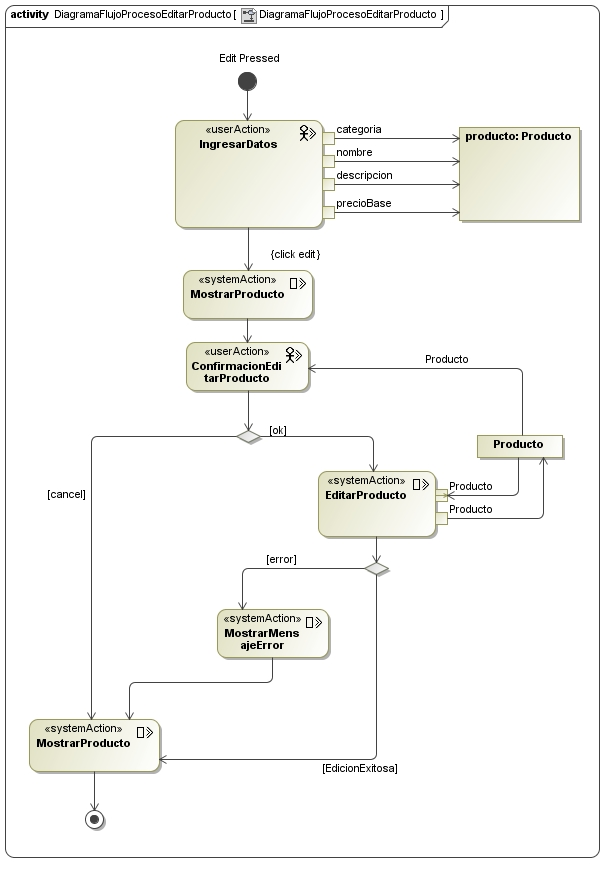 activity DiagramaFlujoProcesoEditarProducto [ DiagramaFlujoProcesoEditarProducto ]
Edit Pressed
«userAction»
IngresarDatos
categoria
nombre
descripcion
precioBase
producto: Producto
{click edit}
«systemAction»
MostrarProducto
«userAction»
ConfirmacionEdi
tarProducto
Producto
[ok]
Producto
[cancel]
«systemAction»
EditarProducto
Producto
Producto
[error]
«systemAction»
MostrarMens
ajeError
«systemAction»
MostrarProducto
[EdicionExitosa]